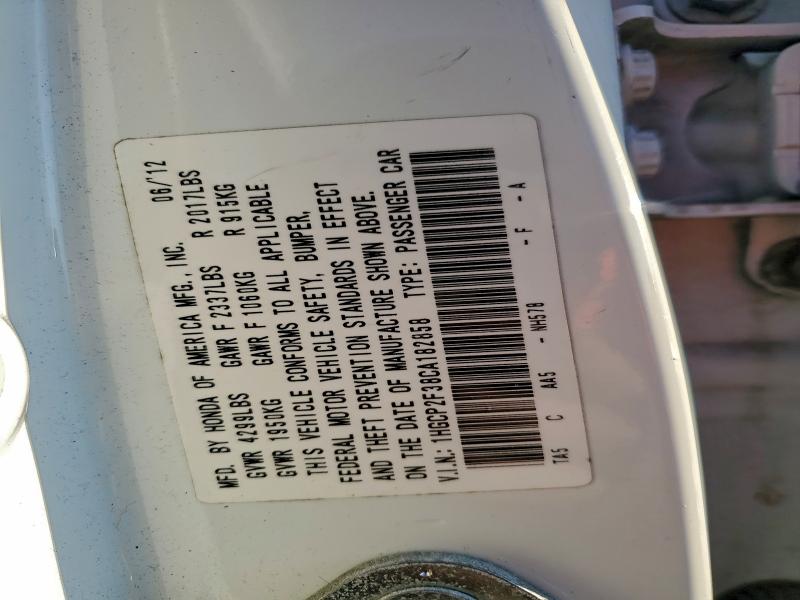 MFD. BY HONDA OF AMERICA MFG., INC. 06/'12
GVWR 4299LBS GAWR F 2337LBS R 2017LBS
GVWR 1950KG GAWR F 1060KG R 915KG
THIS VEHICLE CONFORMS TO ALL APPLICABLE
FEDERAL MOTOR VEHICLE SAFETY, BUMPER,
AND THEFT PREVENTION STANDARDS IN EFFECT
ON THE DATE OF MANUFACTURE SHOWN ABOVE.
V.I.N.: 1HGCP2F38CA182858 TYPE: PASSENGER CAR
TA5 C AA5 - NH578 - F - A